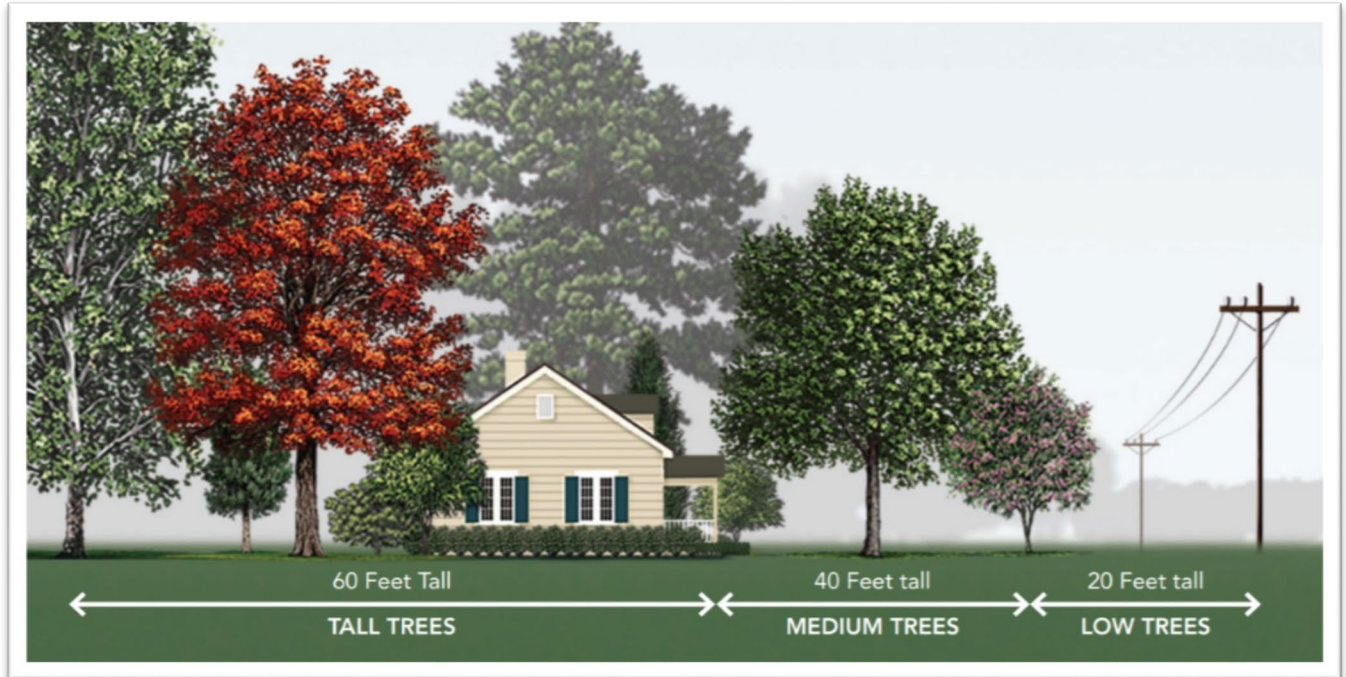 60 Feet Tall
TALL TREES
40 Feet tall
MEDIUM TREES
20 Feet tall
LOW TREES